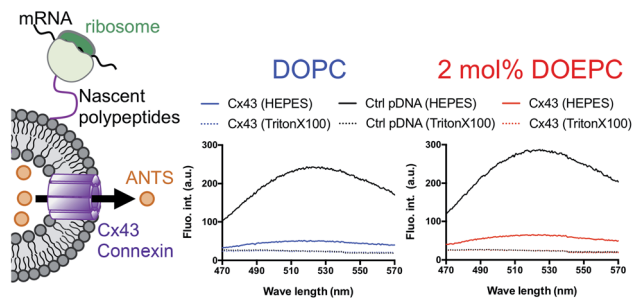 mRNA
ribosome
Nascent
polypeptides
ANTS
Cx43
Connexin
DOPC
2 mol% DOEPC
Cx43 (HEPES)
Ctrl pDNA (HEPES)
Cx43 (HEPES)
Cx43 (TritonX100)
Ctrl pDNA (TritonX100)
Cx43 (TritonX100)
Fluo. int. (a.u.)
300
200
100
0
470
490
510
530
550
570
Wave length (nm)
Fluo. int. (a.u.)
300
200
100
0
470
490
510
530
550
570
Wave length (nm)